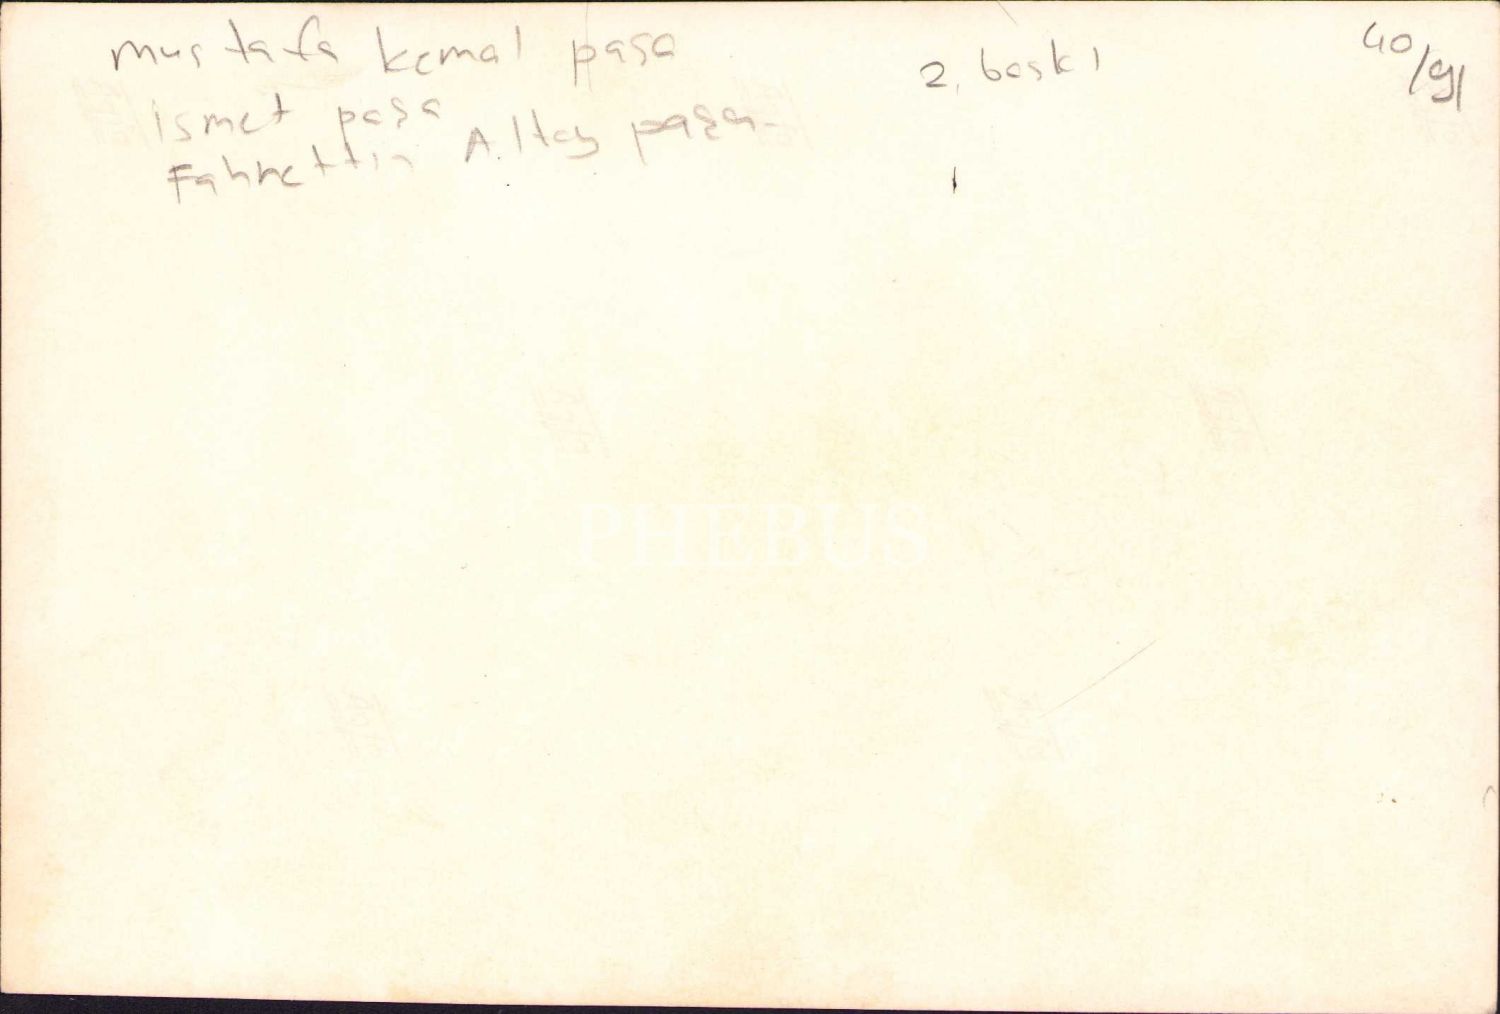 mustafa kemal paşa
ismet paşa
Fahrettin Altay paşa
2. baskı
40/91
PHEBUS